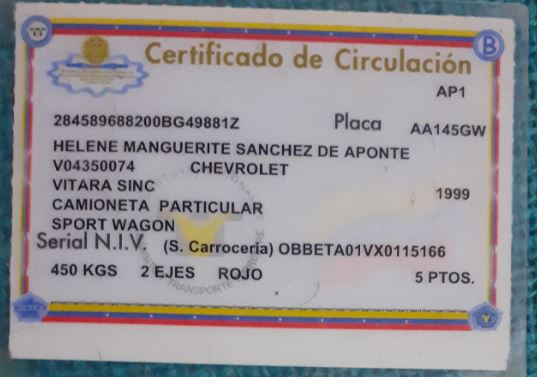 Certificado de Circulación
B
AP1
284589688200BG49881Z Placa AA145GW
HELENE MANGUERITE SANCHEZ DE APONTE
V04350074 CHEVROLET
VITARA SINC 1999
CAMIONETA PARTICULAR
SPORT WAGON
Serial N.I.V. (S. Carroceria) OBBETA01VX0115166
450 KGS 2 EJES ROJO 5 PTOS.